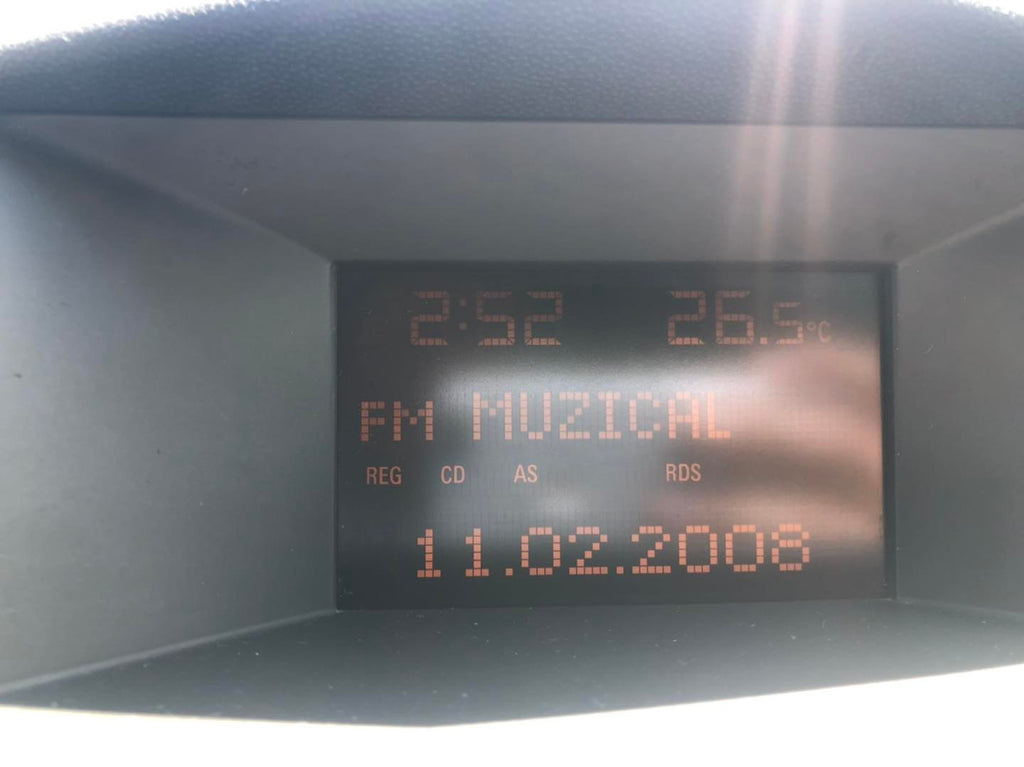 2:52 26.5°C
FM MUZICAL
REG CD AS RDS
11.02.2008